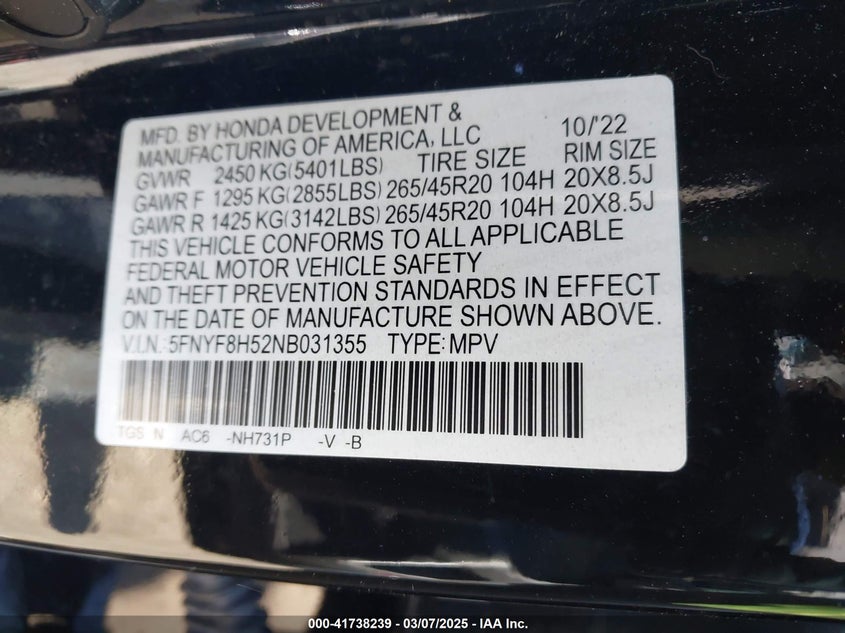 MFD. BY HONDA DEVELOPMENT & 10/'22
MANUFACTURING OF AMERICA, LLC
GVWR 2450 KG(5401LBS) TIRE SIZE RIM SIZE
GAWR F 1295 KG(2855LBS) 265/45R20 104H 20X8.5J
GAWR R 1425 KG(3142LBS) 265/45R20 104H 20X8.5J
THIS VEHICLE CONFORMS TO ALL APPLICABLE
FEDERAL MOTOR VEHICLE SAFETY
AND THEFT PREVENTION STANDARDS IN EFFECT
ON THE DATE OF MANUFACTURE SHOWN ABOVE.
V.I.N.: 5FNYF8H52NB031355 TYPE: MPV
TGS N AC6 -NH731P -V -B
000-41738239 - 03/07/2025 - IAA Inc.